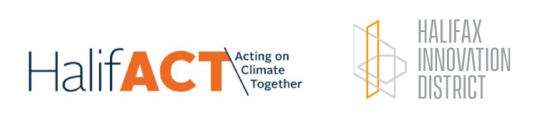 HalifACT
Acting on
Climate
Together
HALIFAX
INNOVATION
DISTRICT